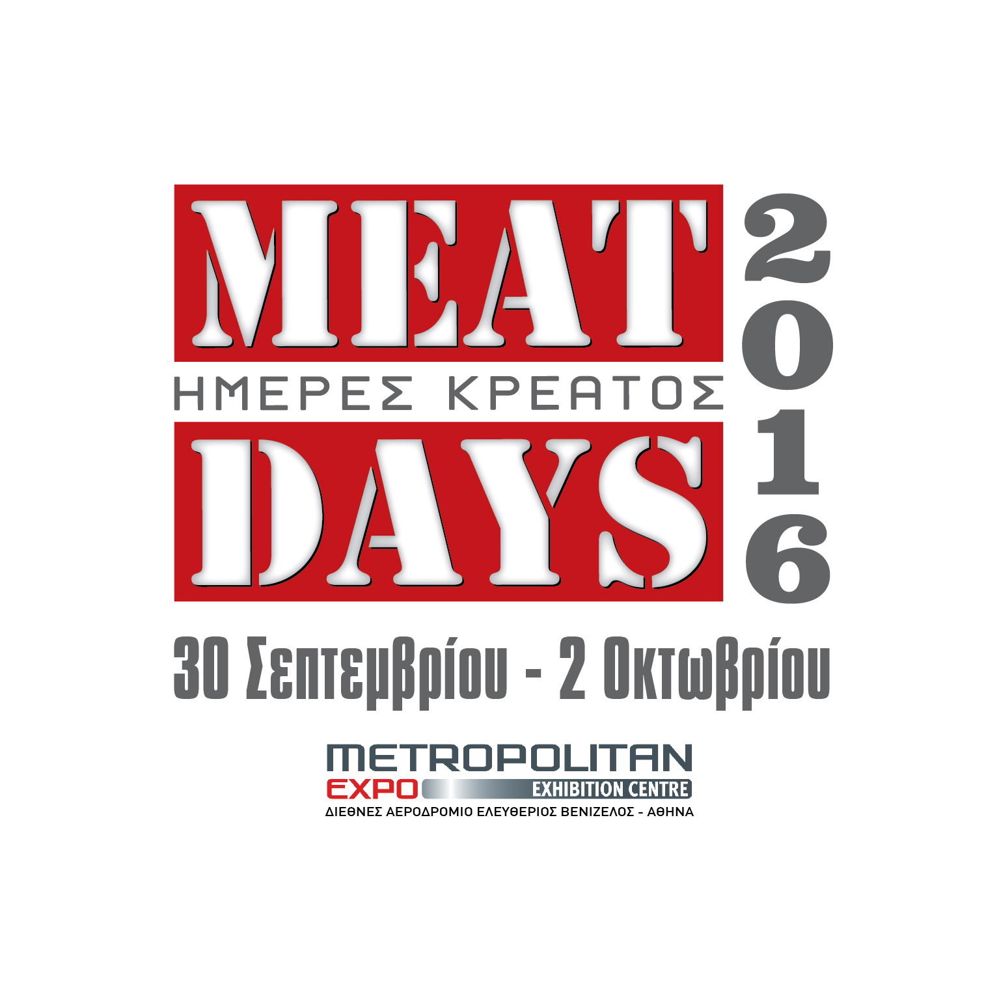 MEAT
ΗΜΕΡΕΣ ΚΡΕΑΤΟΣ
DAYS
2016
30 Σεπτεμβρίου - 2 Οκτωβρίου
METROPOLITAN
EXPO EXHIBITION CENTRE
ΔΙΕΘΝΕΣ ΑΕΡΟΔΡΟΜΙΟ ΕΛΕΥΘΕΡΙΟΣ ΒΕΝΙΖΕΛΟΣ - ΑΘΗΝΑ